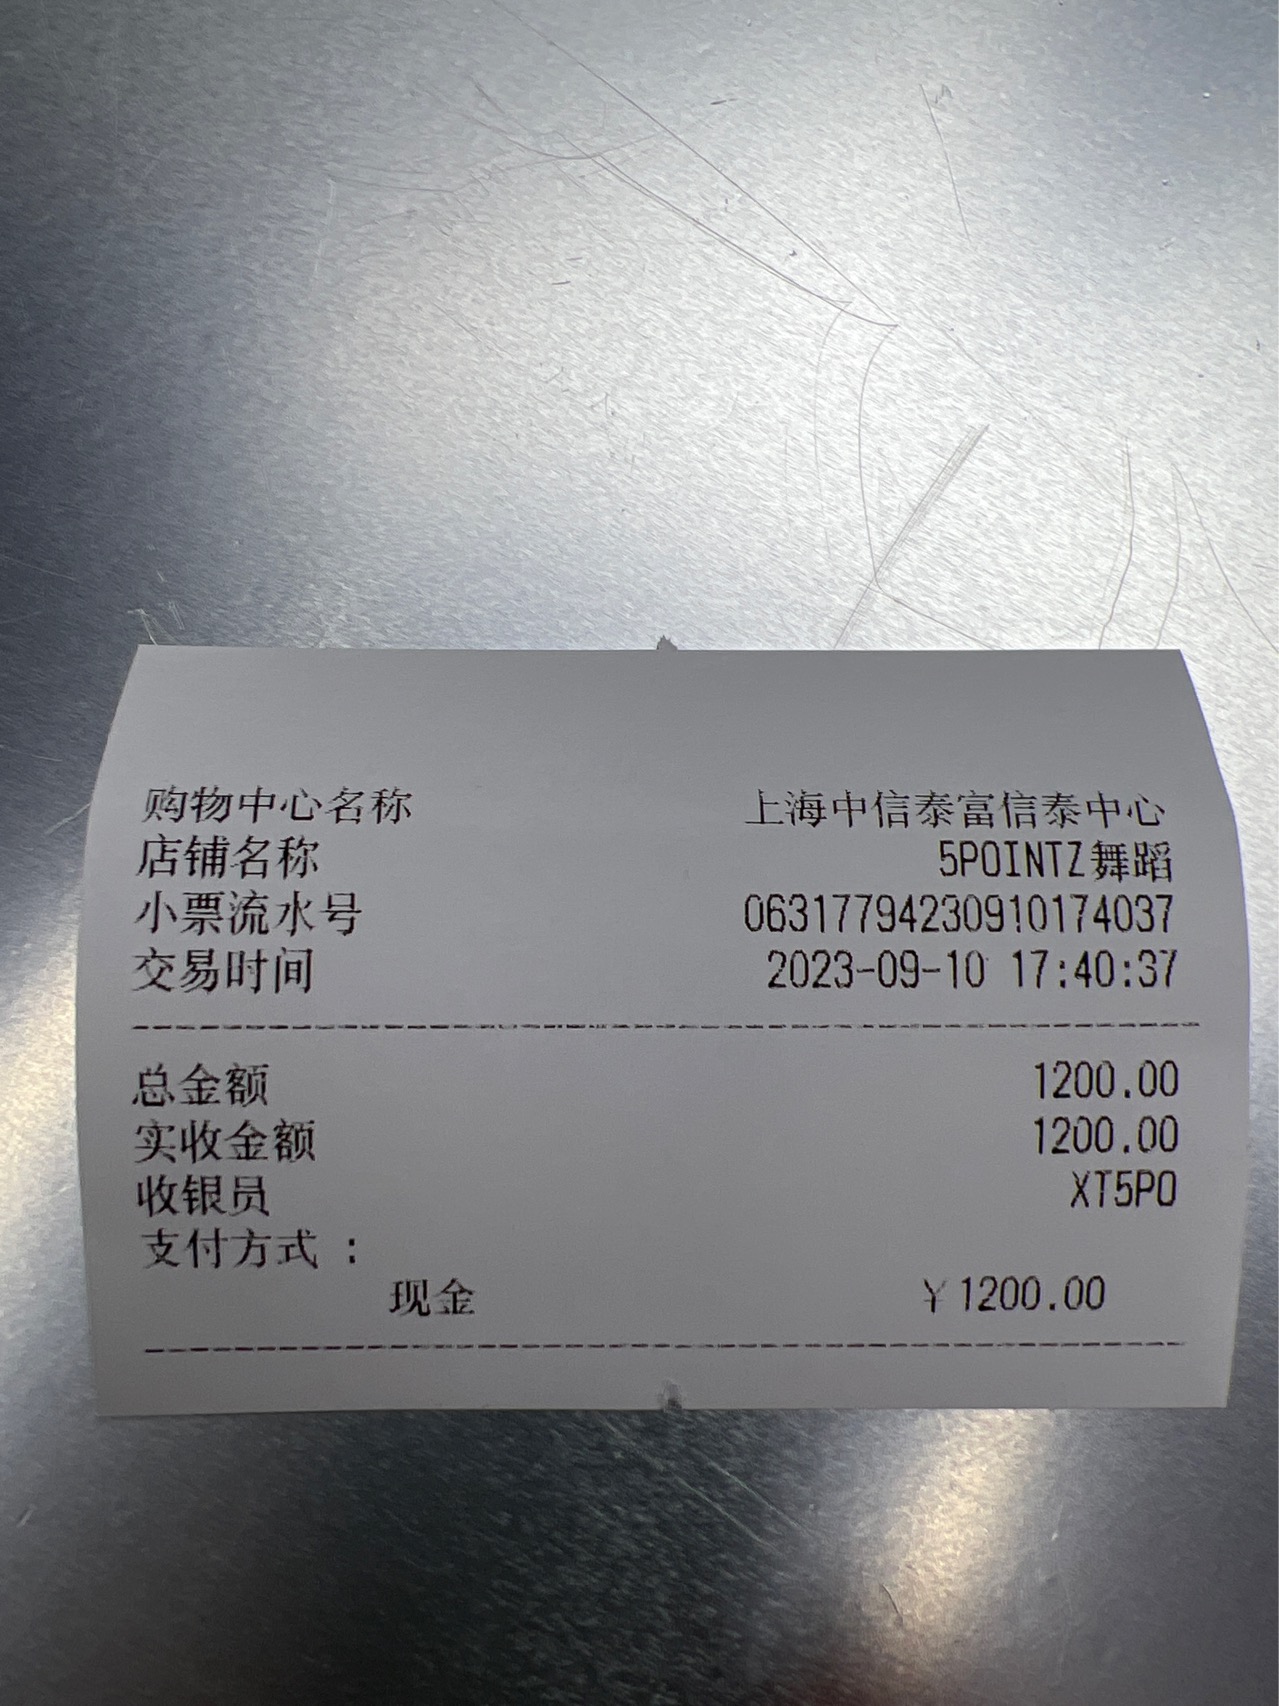 购物中心名称 上海中信泰富信泰中心
店铺名称 5POINTZ舞蹈
小票流水号 06317794230910174037
交易时间 2023-09-10 17:40:37
总金额 1200.00
实收金额 1200.00
收银员 XT5PO
支付方式：
现金 ￥1200.00